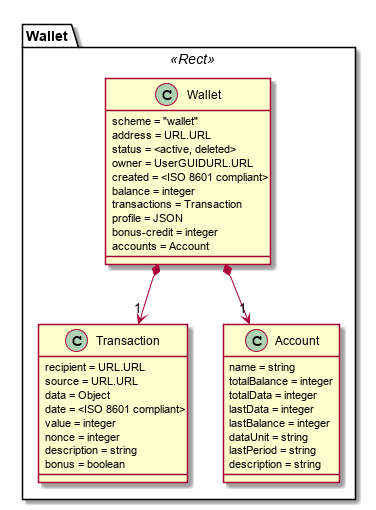 Wallet
«Rect»
C Wallet
scheme = "wallet"
address = URL.URL
status = <active, deleted>
owner = UserGUIDURL.URL
created = <ISO 8601 compliant>
balance = integer
transactions = Transaction
profile = JSON
bonus-credit = integer
accounts = Account
1 1
C Transaction
recipient = URL.URL
source = URL.URL
data = Object
date = <ISO 8601 compliant>
value = integer
nonce = integer
description = string
bonus = boolean
C Account
name = string
totalBalance = integer
totalData = integer
lastData = integer
lastBalance = integer
dataUnit = string
lastPeriod = string
description = string